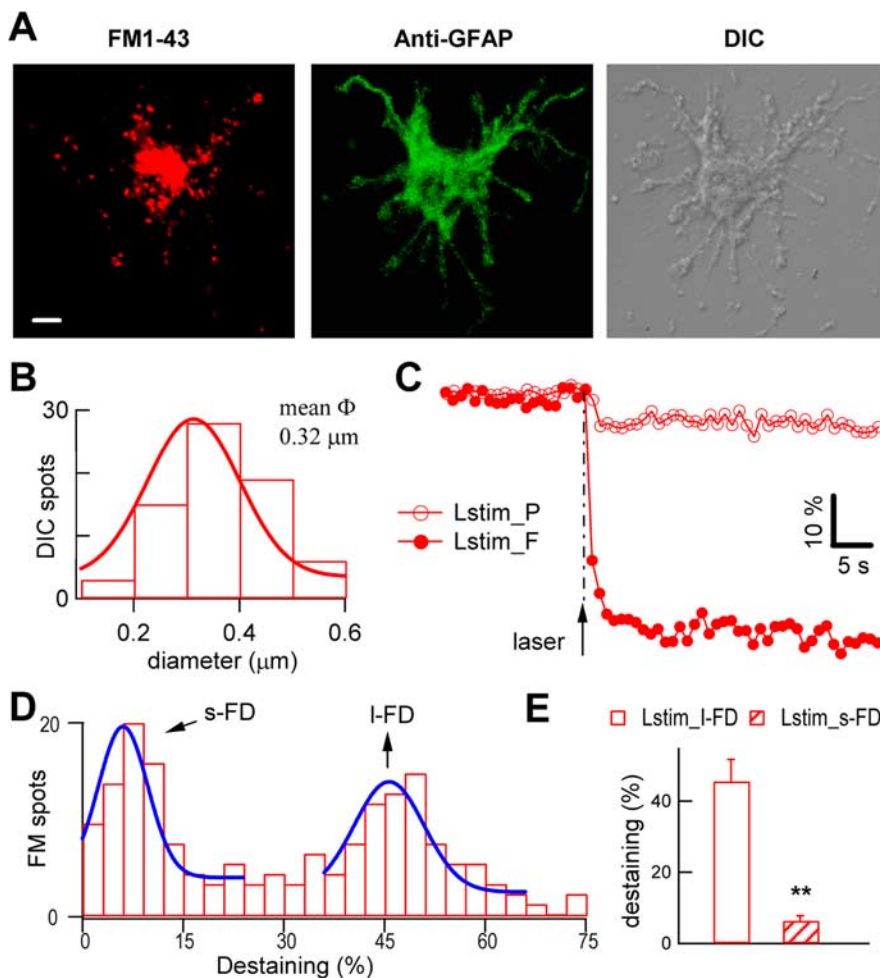 A
FM1-43 Anti-GFAP DIC
B
30
mean Φ
0.32 μm
DIC spots
0
0.2 0.4 0.6
diameter (μm)
C
Lstim_P
Lstim_F
10 %
5 s
laser
D
20
s-FD l-FD
FM spots
0
0 15 30 45 60 75
Destaining (%)
E
Lstim_l-FD Lstim_s-FD
destaining (%)
40
20
0
**